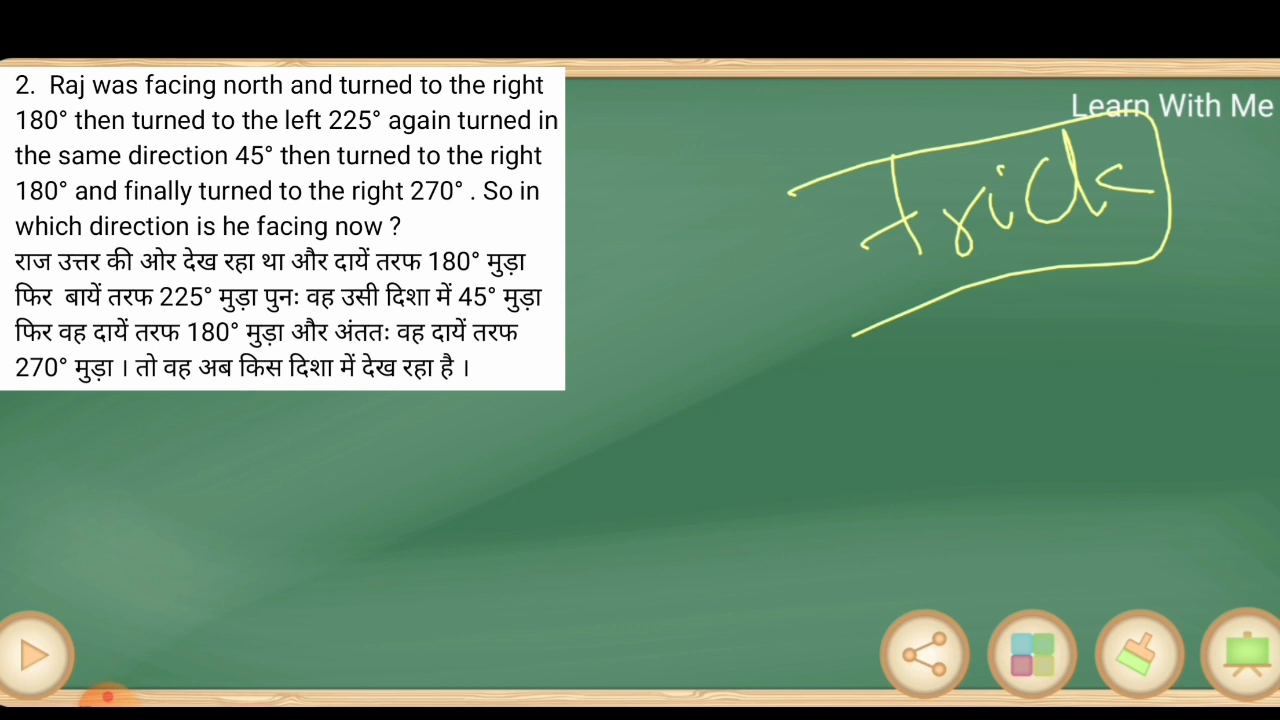 2. Raj was facing north and turned to the right
180° then turned to the left 225° again turned in
the same direction 45° then turned to the right
180° and finally turned to the right 270° . So in
which direction is he facing now ?
राज उत्तर की ओर देख रहा था और दायें तरफ 180° मुड़ा
फिर बायें तरफ 225° मुड़ा पुनः वह उसी दिशा में 45° मुड़ा
फिर वह दायें तरफ 180° मुड़ा और अंततः वह दायें तरफ
270° मुड़ा । तो वह अब किस दिशा में देख रहा है ।
Learn With Me
Trick